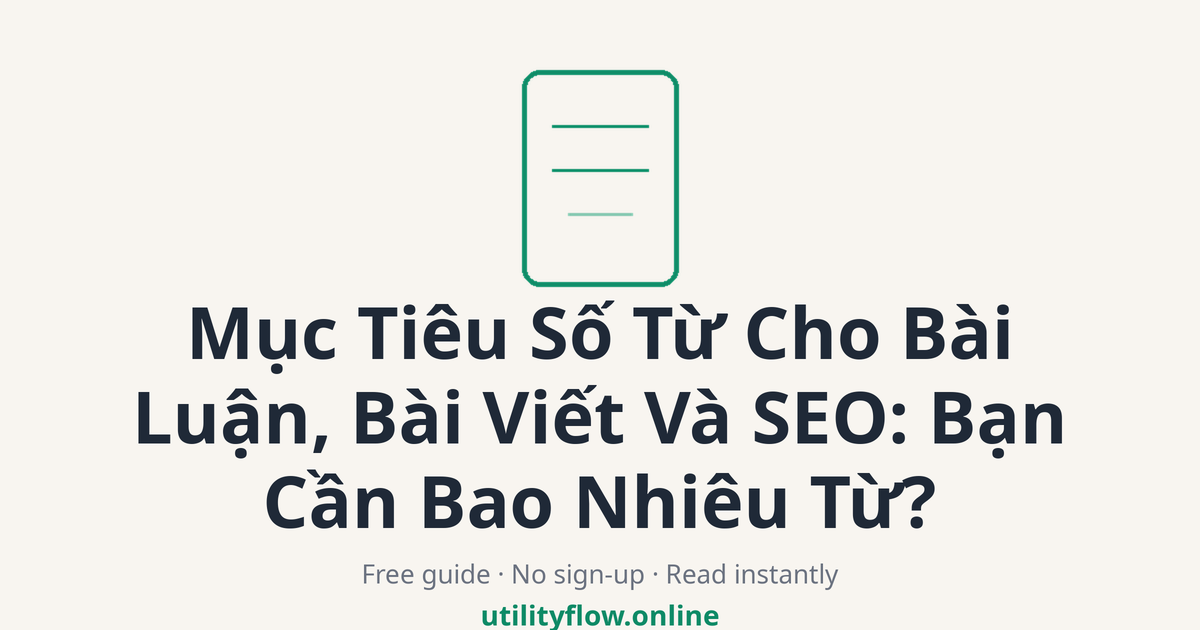 Mục Tiêu Số Từ Cho Bài
Luận, Bài Viết Và SEO: Bạn
Cần Bao Nhiêu Từ?
Free guide · No sign-up · Read instantly
utilityflow.online